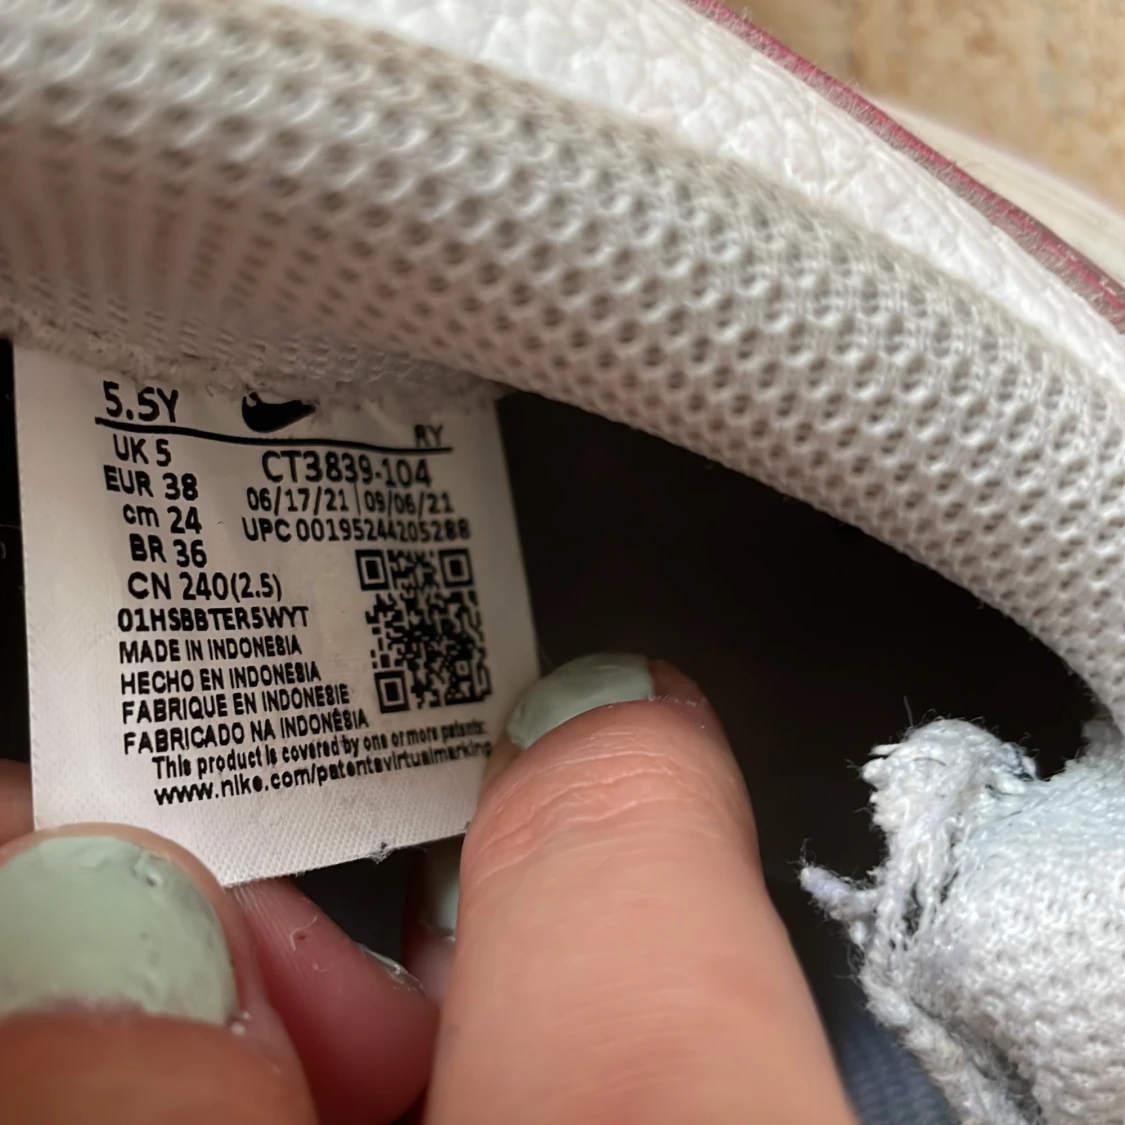 5.5Y
RY
UK 5
EUR 38
cm 24
BR 36
CN 240(2.5)
CT3839-104
06/17/21 09/06/21
UPC 00195244205288
01HSBBTER5WYT
MADE IN INDONESIA
HECHO EN INDONESIA
FABRIQUE EN INDONESIE
FABRICADO NA INDONÉSIA
This product is covered by one or more patents:
www.nike.com/patentsvirtualmarking